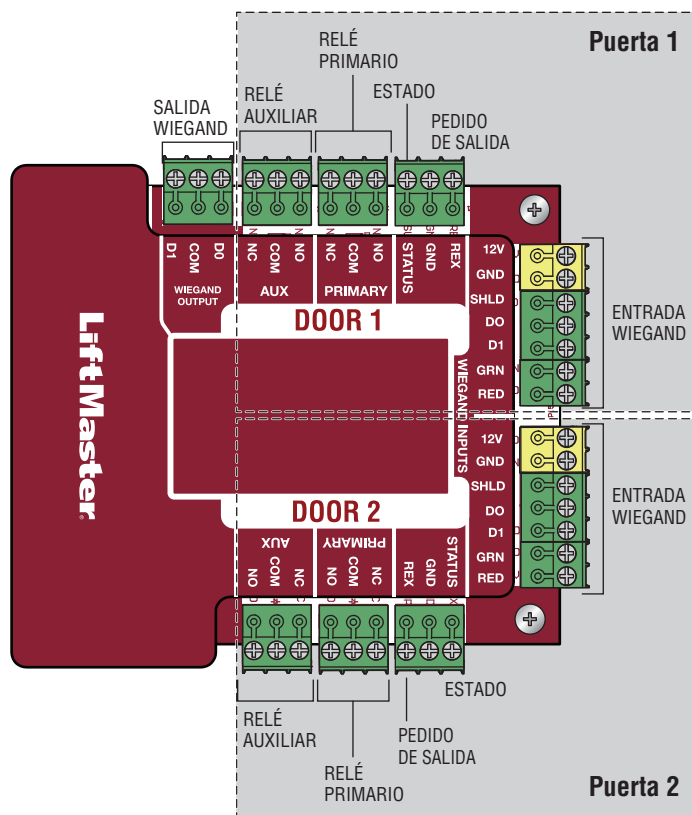 Puerta 1
RELÉ
PRIMARIO
RELÉ
AUXILIAR
ESTADO
SALIDA
WIEGAND
PEDIDO
DE SALIDA
D1
COM
D0
WIEGAND
OUTPUT
NC
COM
NO
AUX
NC
COM
NO
PRIMARY
STATUS
GND
REX
DOOR 1
12V
GND
SHLD
DO
D1
GRN
RED
ENTRADA
WIEGAND
WIEGAND INPUTS
LiftMaster
12V
GND
SHLD
DO
D1
GRN
RED
ENTRADA
WIEGAND
DOOR 2
AUX
NO
COM
NC
PRIMARY
NO
COM
NC
REX
GND
STATUS
RELÉ
AUXILIAR
RELÉ
PRIMARIO
PEDIDO
DE SALIDA
ESTADO
Puerta 2